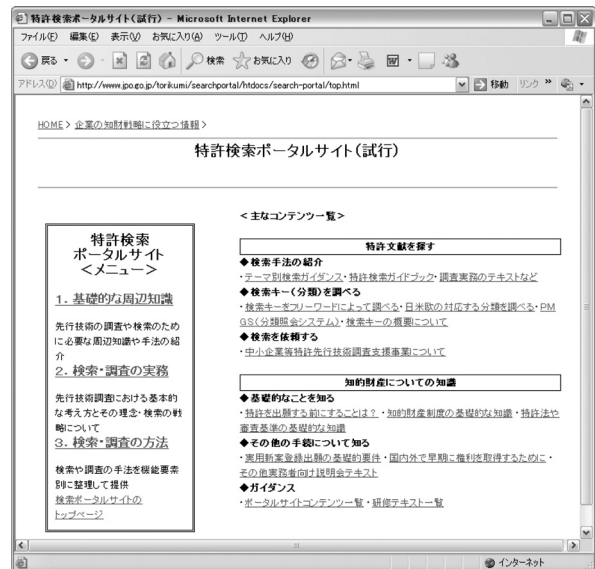 特許検索ポータルサイト(試行) - Microsoft Internet Explorer
ファイル(F) 編集(E) 表示(V) お気に入り(A) ツール(T) ヘルプ(H)
戻る 検索 お気に入り
アドレス(D) http://www.jpo.go.jp/torikumi/searchportal/htdocs/search-portal/top.html 移動 リンク »
HOME > 企業の知財戦略に役立つ情報 >
特許検索ポータルサイト(試行)
特許検索
ポータルサイト
<メニュー>
1. 基礎的な周辺知識
先行技術の調査や検索のため
に必要な周辺知識や手法の紹
介
2. 検索・調査の実務
先行技術調査における基本的
な考え方とその理念・検索の戦
略について
3. 検索・調査の方法
検索や調査の手法を機能要素
別に整理して提供
検索ポータルサイトの
トップページ
<主なコンテンツ一覧>
特許文献を探す
◆検索手法の紹介
・テーマ別検索ガイダンス・特許検索ガイドブック・調査実務のテキストなど
◆検索キー(分類)を調べる
・検索キーをフリーワードによって調べる・日米欧の対応する分類を調べる・PM
GS(分類照会システム)・検索キーの概要について
◆検索を依頼する
・中小企業等特許先行技術調査支援事業について
知的財産についての知識
◆基礎的なことを知る
・特許を出願する前にすることは?・知的財産制度の基礎的な知識・特許法や
審査基準の基礎的な知識
◆その他の手続について知る
・実用新案登録出願の基礎的要件・国内外で早期に権利を取得するために・
その他実務者向け説明会テキスト
◆ガイダンス
・ポータルサイトコンテンツ一覧・研修テキスト一覧
インターネット